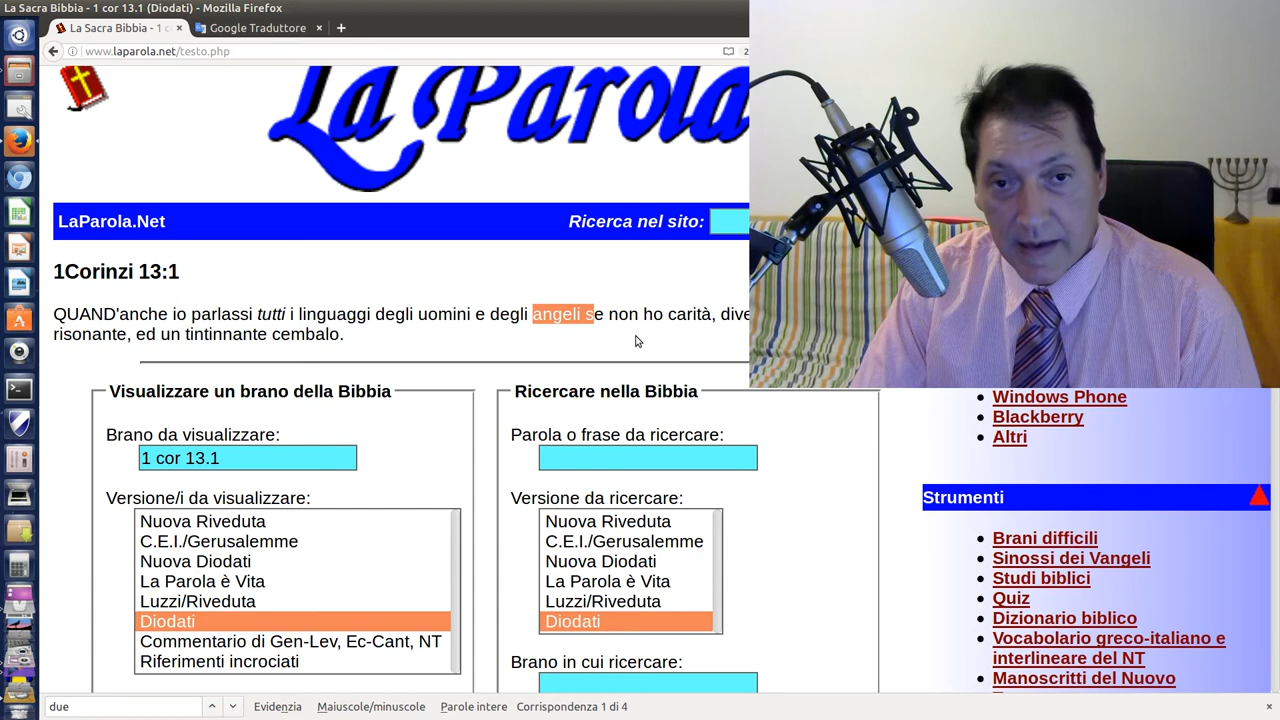 La Sacra Bibbia - 1 cor 13.1 (Diodati) - Mozilla Firefox
La Sacra Bibbia - 1 c
Google Traduttore
www.laparola.net/testo.php
La Parola
LaParola.Net
Ricerca nel sito:
1Corinzi 13:1
QUAND'anche io parlassi tutti i linguaggi degli uomini e degli angeli se non ho carità, dive
risonante, ed un tintinnante cembalo.
Visualizzare un brano della Bibbia
Brano da visualizzare:
1 cor 13.1
Versione/i da visualizzare:
Nuova Riveduta
C.E.I./Gerusalemme
Nuova Diodati
La Parola è Vita
Luzzi/Riveduta
Diodati
Commentario di Gen-Lev, Ec-Cant, NT
Riferimenti incrociati
Ricercare nella Bibbia
Parola o frase da ricercare:
Versione da ricercare:
Nuova Riveduta
C.E.I./Gerusalemme
Nuova Diodati
La Parola è Vita
Luzzi/Riveduta
Diodati
Brano in cui ricercare:
Windows Phone
Blackberry
Altri
Strumenti
Brani difficili
Sinossi dei Vangeli
Studi biblici
Quiz
Dizionario biblico
Vocabolario greco-italiano e
interlineare del NT
Manoscritti del Nuovo
due
Evidenzia
Maiuscole/minuscole
Parole intere
Corrispondenza 1 di 4